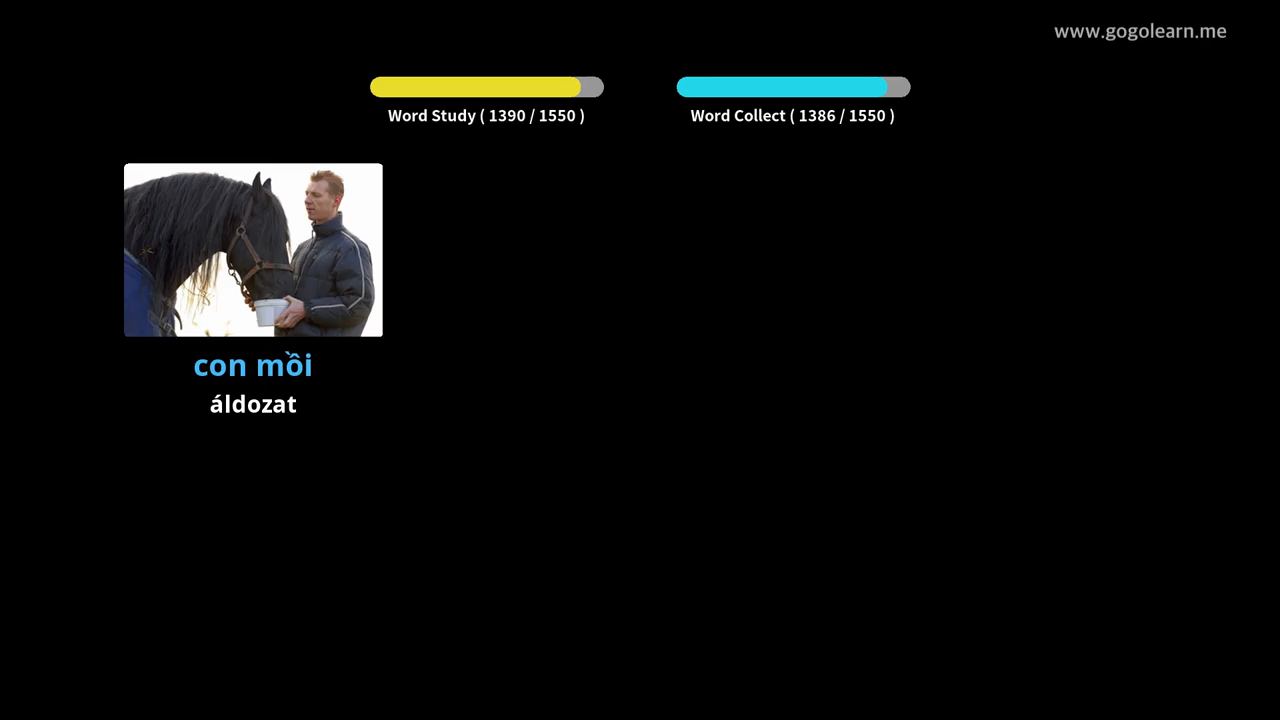 www.gogolearn.me
Word Study ( 1390 / 1550 )
Word Collect ( 1386 / 1550 )
con mồi
áldozat